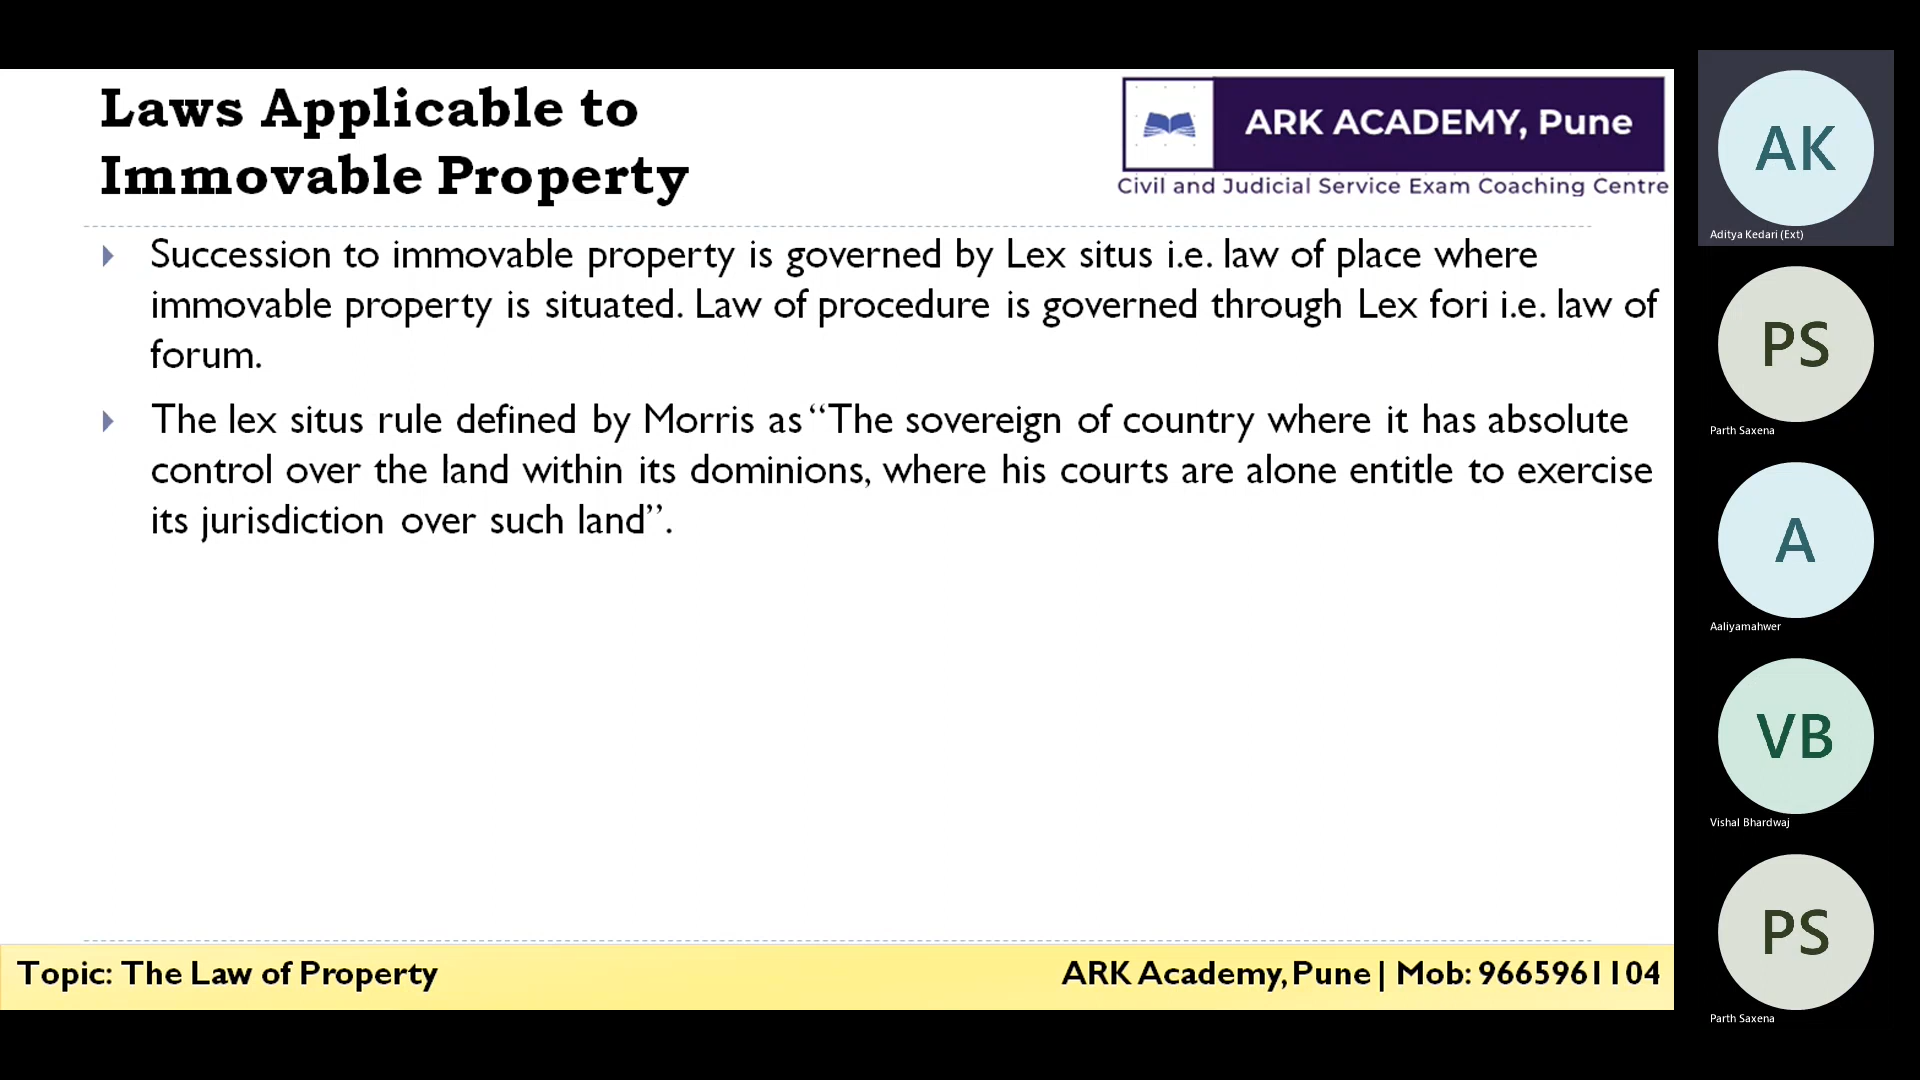 Laws Applicable to
Immovable Property
ARK ACADEMY, Pune
Civil and Judicial Service Exam Coaching Centre
Succession to immovable property is governed by Lex situs i.e. law of place where
immovable property is situated. Law of procedure is governed through Lex fori i.e. law of
forum.
The lex situs rule defined by Morris as “The sovereign of country where it has absolute
control over the land within its dominions, where his courts are alone entitle to exercise
its jurisdiction over such land”.
Topic: The Law of Property
ARK Academy, Pune | Mob: 9665961104
AK
Aditya Kedari (Ext)
PS
Parth Saxena
A
Aaliyamahwer
VB
Vishal Bhardwaj
PS
Parth Saxena